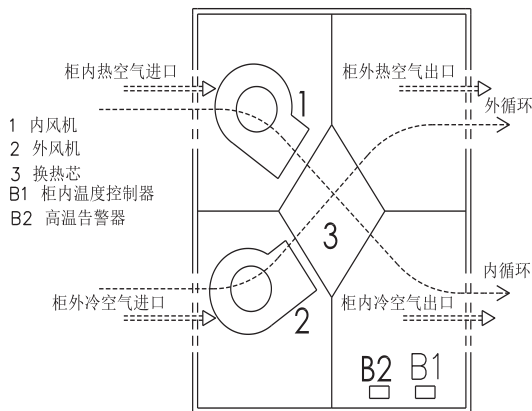 柜内热空气进口
柜外热空气出口
1
外循环
1 内风机
2 外风机
3 换热芯
B1 柜内温度控制器
B2 高温告警器
3
内循环
柜外冷空气进口
柜内冷空气出口
2
B2 B1